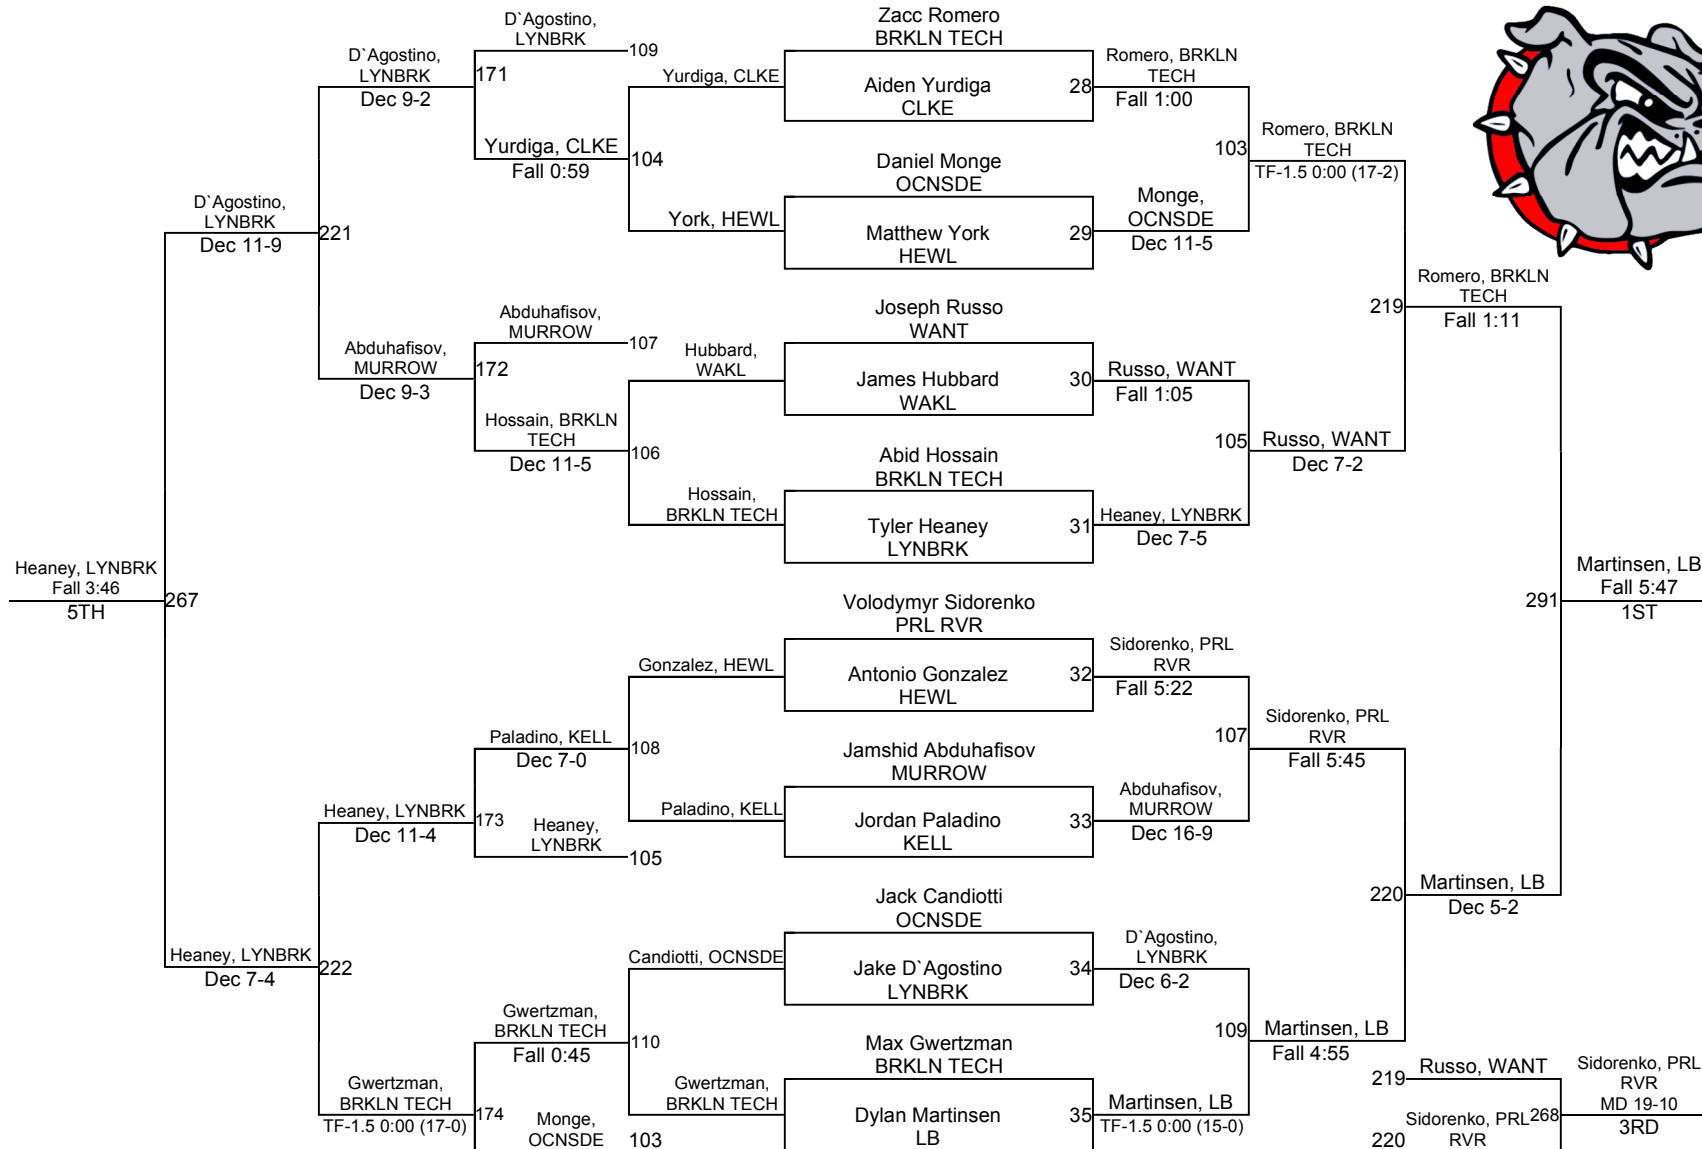 D`Agostino,
LYNBRK
109
D`Agostino,
LYNBRK
Dec 9-2
171
Yurdiga, CLKE
Fall 0:59
104
Yurdiga, CLKE
York, HEWL
Zacc Romero
BRKLN TECH
Aiden Yurdiga
CLKE
28
Romero, BRKLN
TECH
Fall 1:00
Daniel Monge
OCNSDE
Matthew York
HEWL
29
Monge,
OCNSDE
Dec 11-5
103
Romero, BRKLN
TECH
TF-1.5 0:00 (17-2)
D`Agostino,
LYNBRK
Dec 11-9
221
Abduhafisov,
MURROW
Dec 9-3
172
Abduhafisov,
MURROW
107
Hossain, BRKLN
TECH
Dec 11-5
106
Hubbard,
WAKL
Hossain,
BRKLN TECH
Joseph Russo
WANT
James Hubbard
WAKL
30
Russo, WANT
Fall 1:05
Abid Hossain
BRKLN TECH
Tyler Heaney
LYNBRK
31
Heaney, LYNBRK
Dec 7-5
105
Russo, WANT
Dec 7-2
219
Romero, BRKLN
TECH
Fall 1:11
Heaney, LYNBRK
Fall 3:46
5TH
267
291
Martinsen, LB
Fall 5:47
1ST
Volodymyr Sidorenko
PRL RVR
Antonio Gonzalez
HEWL
32
Sidorenko, PRL
RVR
Fall 5:22
Gonzalez, HEWL
Paladino, KELL
Dec 7-0
108
Paladino, KELL
Jamshid Abduhafisov
MURROW
Jordan Paladino
KELL
33
Abduhafisov,
MURROW
Dec 16-9
107
Sidorenko, PRL
RVR
Fall 5:45
Heaney, LYNBRK
Dec 11-4
173
Heaney,
LYNBRK
105
Heaney, LYNBRK
Dec 7-4
222
Candiotti, OCNSDE
Jack Candiotti
OCNSDE
Jake D`Agostino
LYNBRK
34
D`Agostino,
LYNBRK
Dec 6-2
220
Martinsen, LB
Dec 5-2
Gwertzman,
BRKLN TECH
Fall 0:45
110
Gwertzman,
BRKLN TECH
Max Gwertzman
BRKLN TECH
Dylan Martinsen
LB
35
Martinsen, LB
TF-1.5 0:00 (15-0)
109
Martinsen, LB
Fall 4:55
Gwertzman,
BRKLN TECH
TF-1.5 0:00 (17-0)
174
Monge,
OCNSDE
103
219
Russo, WANT
220
Sidorenko, PRL
RVR
268
Sidorenko, PRL
RVR
MD 19-10
3RD